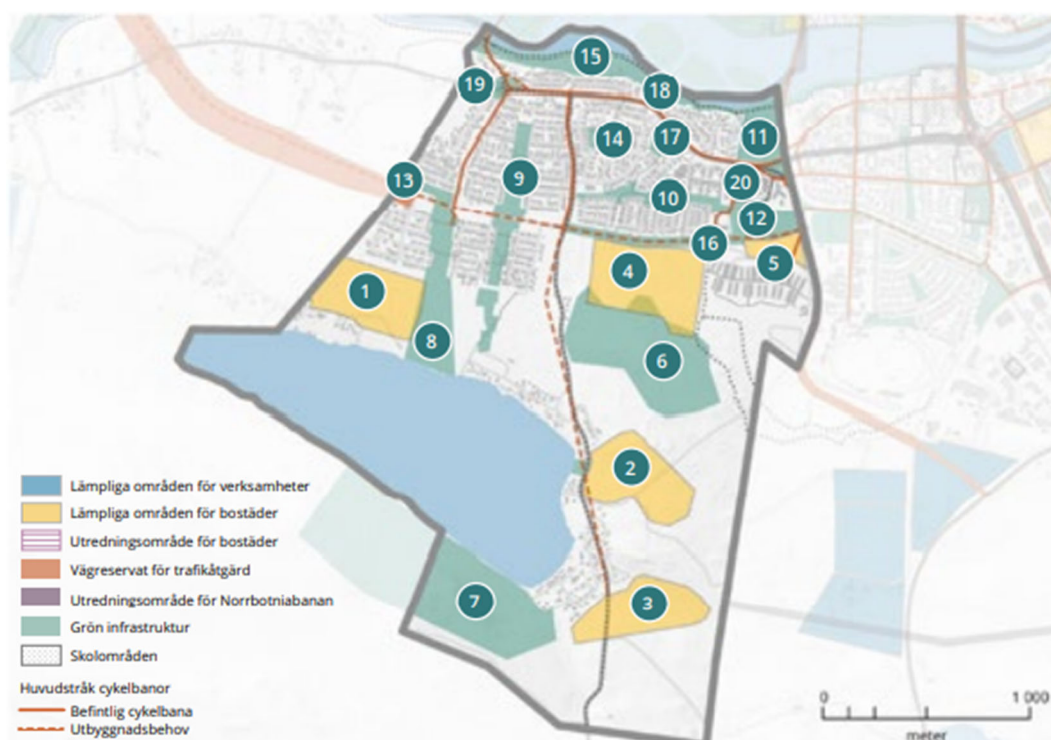 15
19
18
11
14
17
13
9
20
10
12
16
4
5
1
8
6
2
7
3
Lämpliga områden för verksamheter
Lämpliga områden för bostäder
Utredningsområde för bostäder
Vägreservat för trafikåtgärd
Utredningsområde för Norrbotniabanan
Grön infrastruktur
Skolområden
Huvudstråk cykelbanor
Befintlig cykelbana
Utbyggnadsbehov
0 1 000
meter